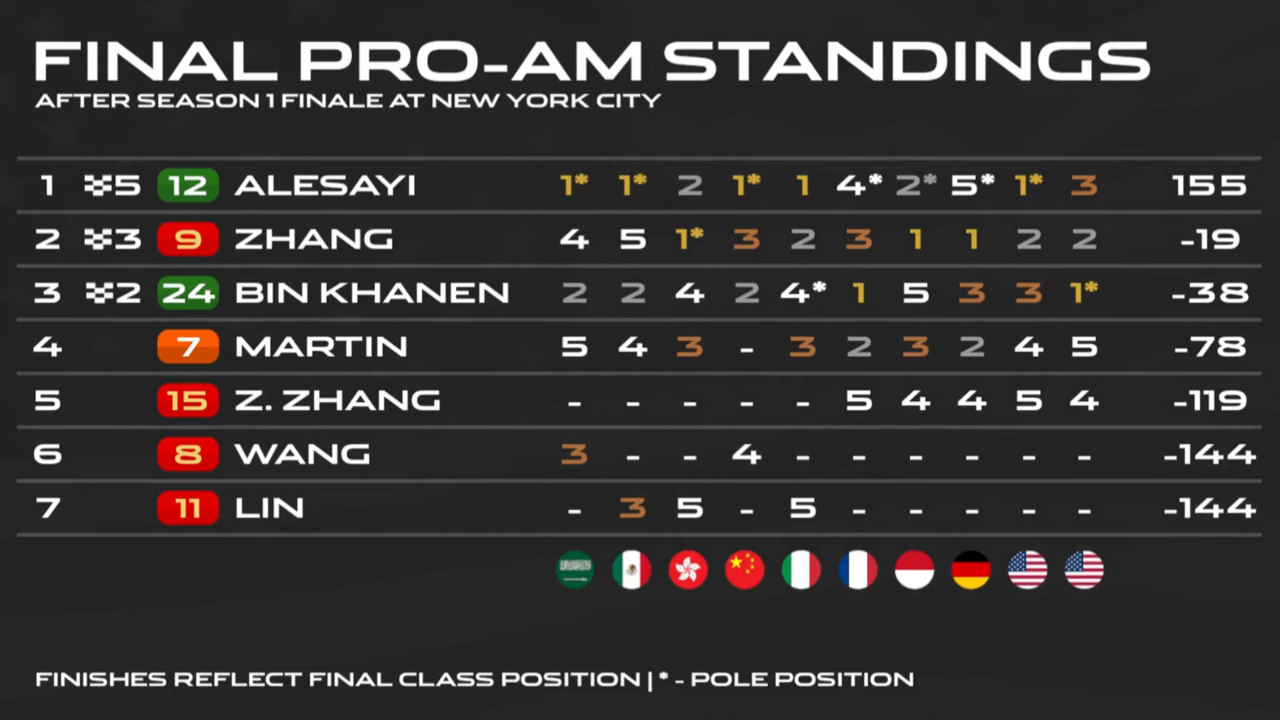 FINAL PRO-AM STANDINGS
AFTER SEASON 1 FINALE AT NEW YORK CITY
1 5 12 ALESAYI 1* 1* 2 1* 1 4* 2* 5* 1* 3 155
2 3 9 ZHANG 4 5 1* 3 2 3 1 1 2 2 -19
3 2 24 BIN KHANEN 2 2 4 2 4* 1 5 3 3 1* -38
4 7 MARTIN 5 4 3 - 3 2 3 2 4 5 -78
5 15 Z. ZHANG - - - - - 5 4 4 5 4 -119
6 8 WANG 3 - - 4 - - - - - - -144
7 11 LIN - 3 5 - 5 - - - - - -144
FINISHES REFLECT FINAL CLASS POSITION | * - POLE POSITION